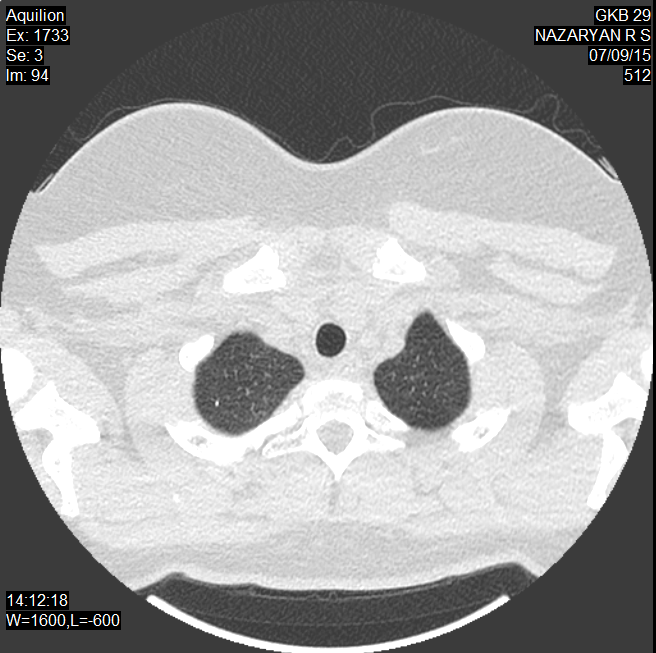 Aquilion
Ex: 1733
Se: 3
Im: 94
GKB 29
NAZARYAN R S
07/09/15
512
14:12:18
W=1600,L=-600